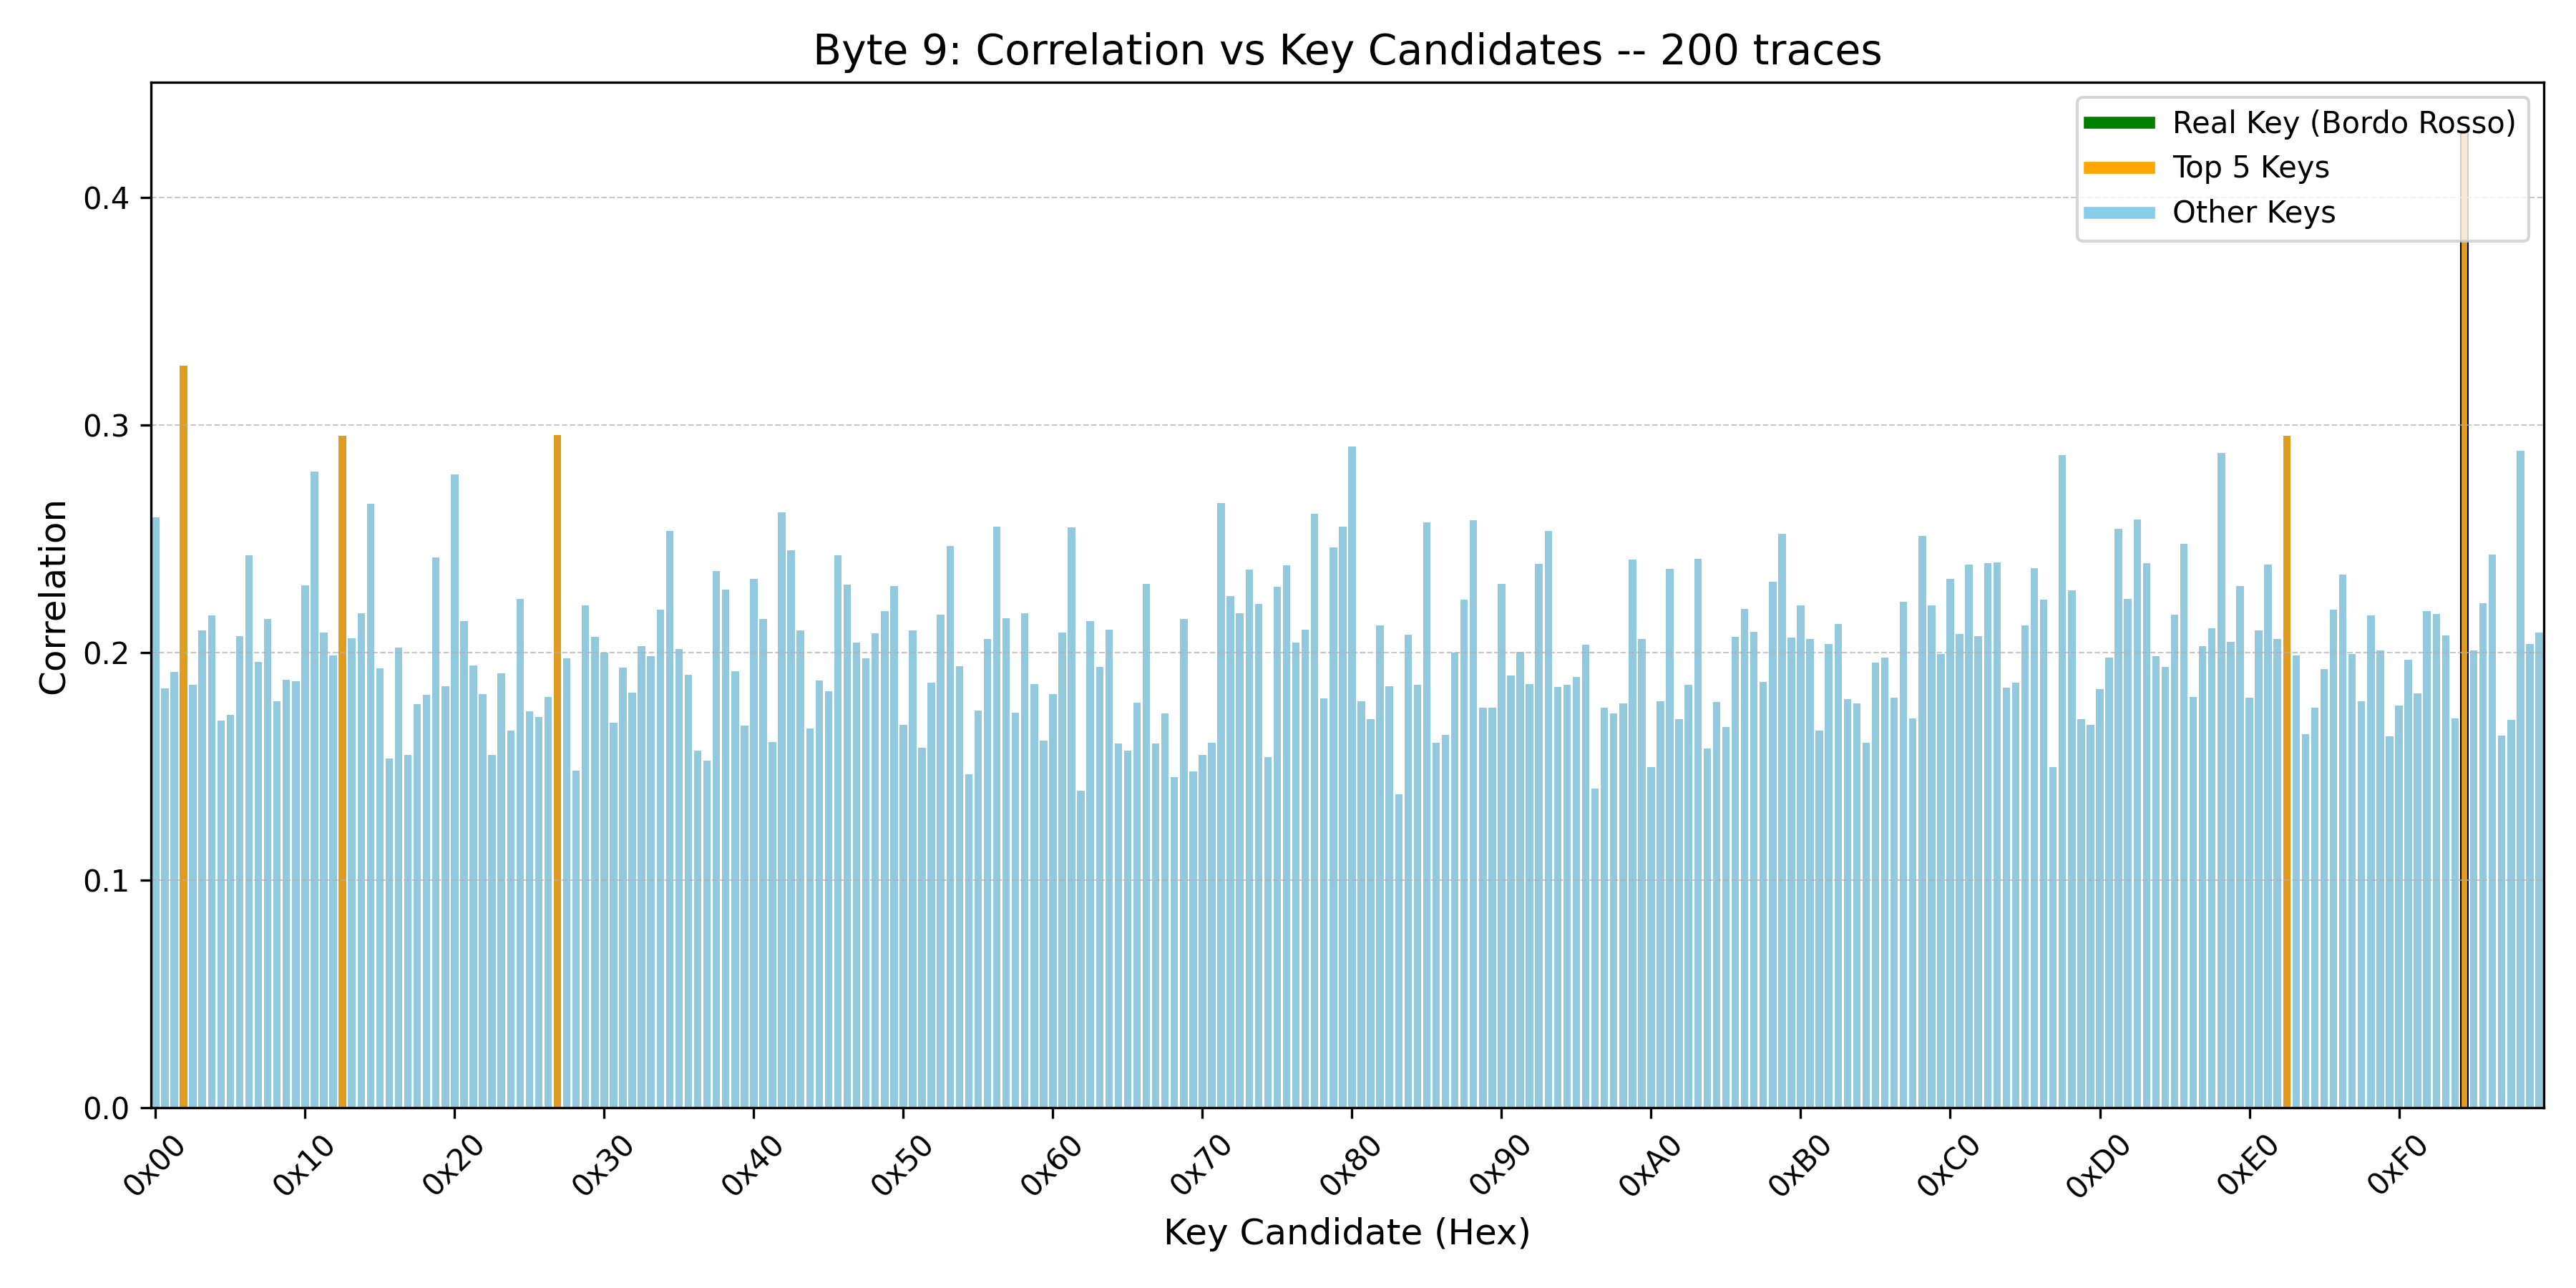 Byte 9: Correlation vs Key Candidates -- 200 traces
Real Key (Bordo Rosso)
Top 5 Keys
Other Keys
Correlation
0.4
0.3
0.2
0.1
0.0
0x00 0x10 0x20 0x30 0x40 0x50 0x60 0x70 0x80 0x90 0xA0 0xB0 0xC0 0xD0 0xE0 0xF0
Key Candidate (Hex)